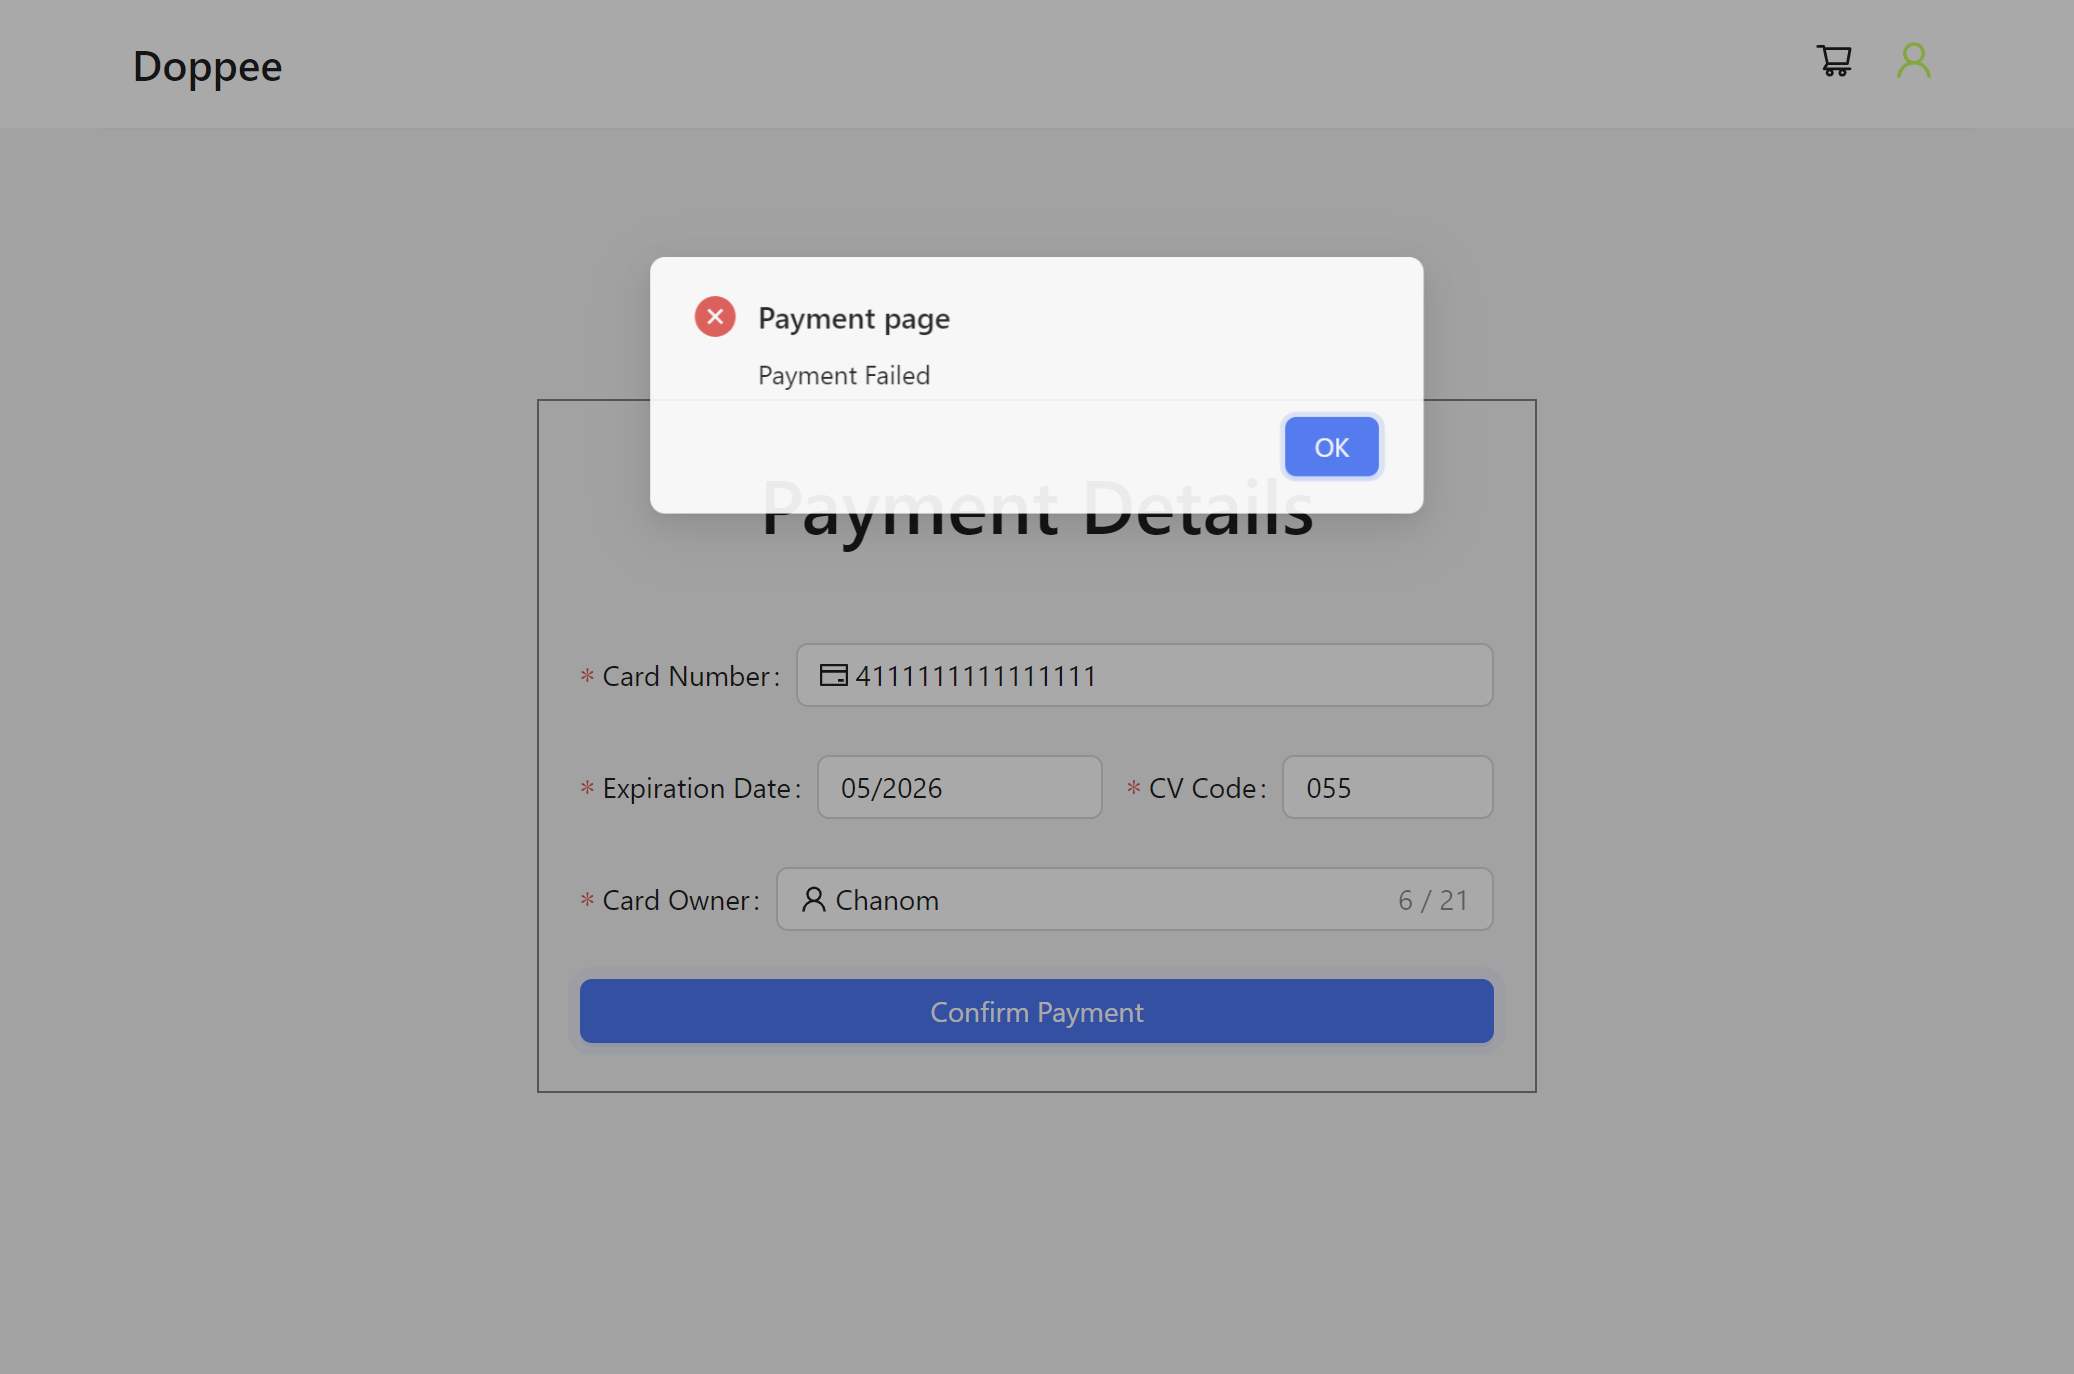 Doppee
Payment page
Payment Failed
OK
Payment Details
* Card Number: 4111111111111111
* Expiration Date: 05/2026 * CV Code: 055
* Card Owner: Chanom 6 / 21
Confirm Payment